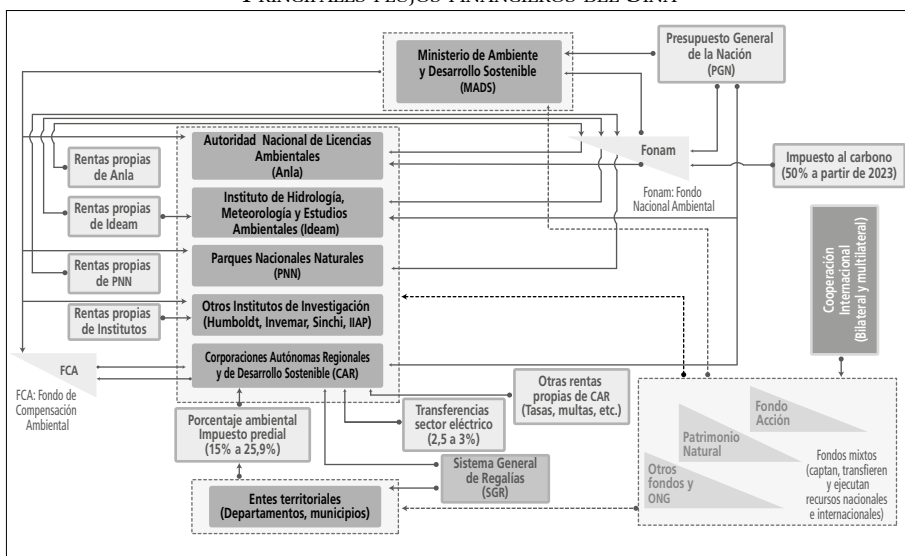 PRINCIPALES FLUJOS FINANCIEROS DEL SINA
Ministerio de Ambiente
y Desarrollo Sostenible
(MADS)
Presupuesto General
de la Nación
(PGN)
Autoridad Nacional de Licencias
Ambientales
(Anla)
Fonam
Impuesto al carbono
(50% a partir de 2023)
Rentas propias
de Anla
Fonam: Fondo
Nacional Ambiental
Instituto de Hidrología,
Meteorología y Estudios
Ambientales (Ideam)
Rentas propias
de Ideam
Parques Nacionales Naturales
(PNN)
Rentas propias
de PNN
Cooperación
Internacional
(Bilateral y multilateral)
Otros Institutos de Investigación
(Humboldt, Invemar, Sinchi, IIAP)
Rentas propias
de Institutos
Corporaciones Autónomas Regionales
y de Desarrollo Sostenible (CAR)
FCA
FCA: Fondo de
Compensación
Ambiental
Otras rentas
propias de CAR
(Tasas, multas, etc.)
Porcentaje ambiental
Impuesto predial
(15% a 25,9%)
Transferencias
sector eléctrico
(2,5 a 3%)
Fondo
Acción
Patrimonio
Natural
Otros
fondos y
ONG
Fondos mixtos
(captan, transfieren
y ejecutan
recursos nacionales
e internacionales)
Sistema General
de Regalías
(SGR)
Entes territoriales
(Departamentos, municipios)